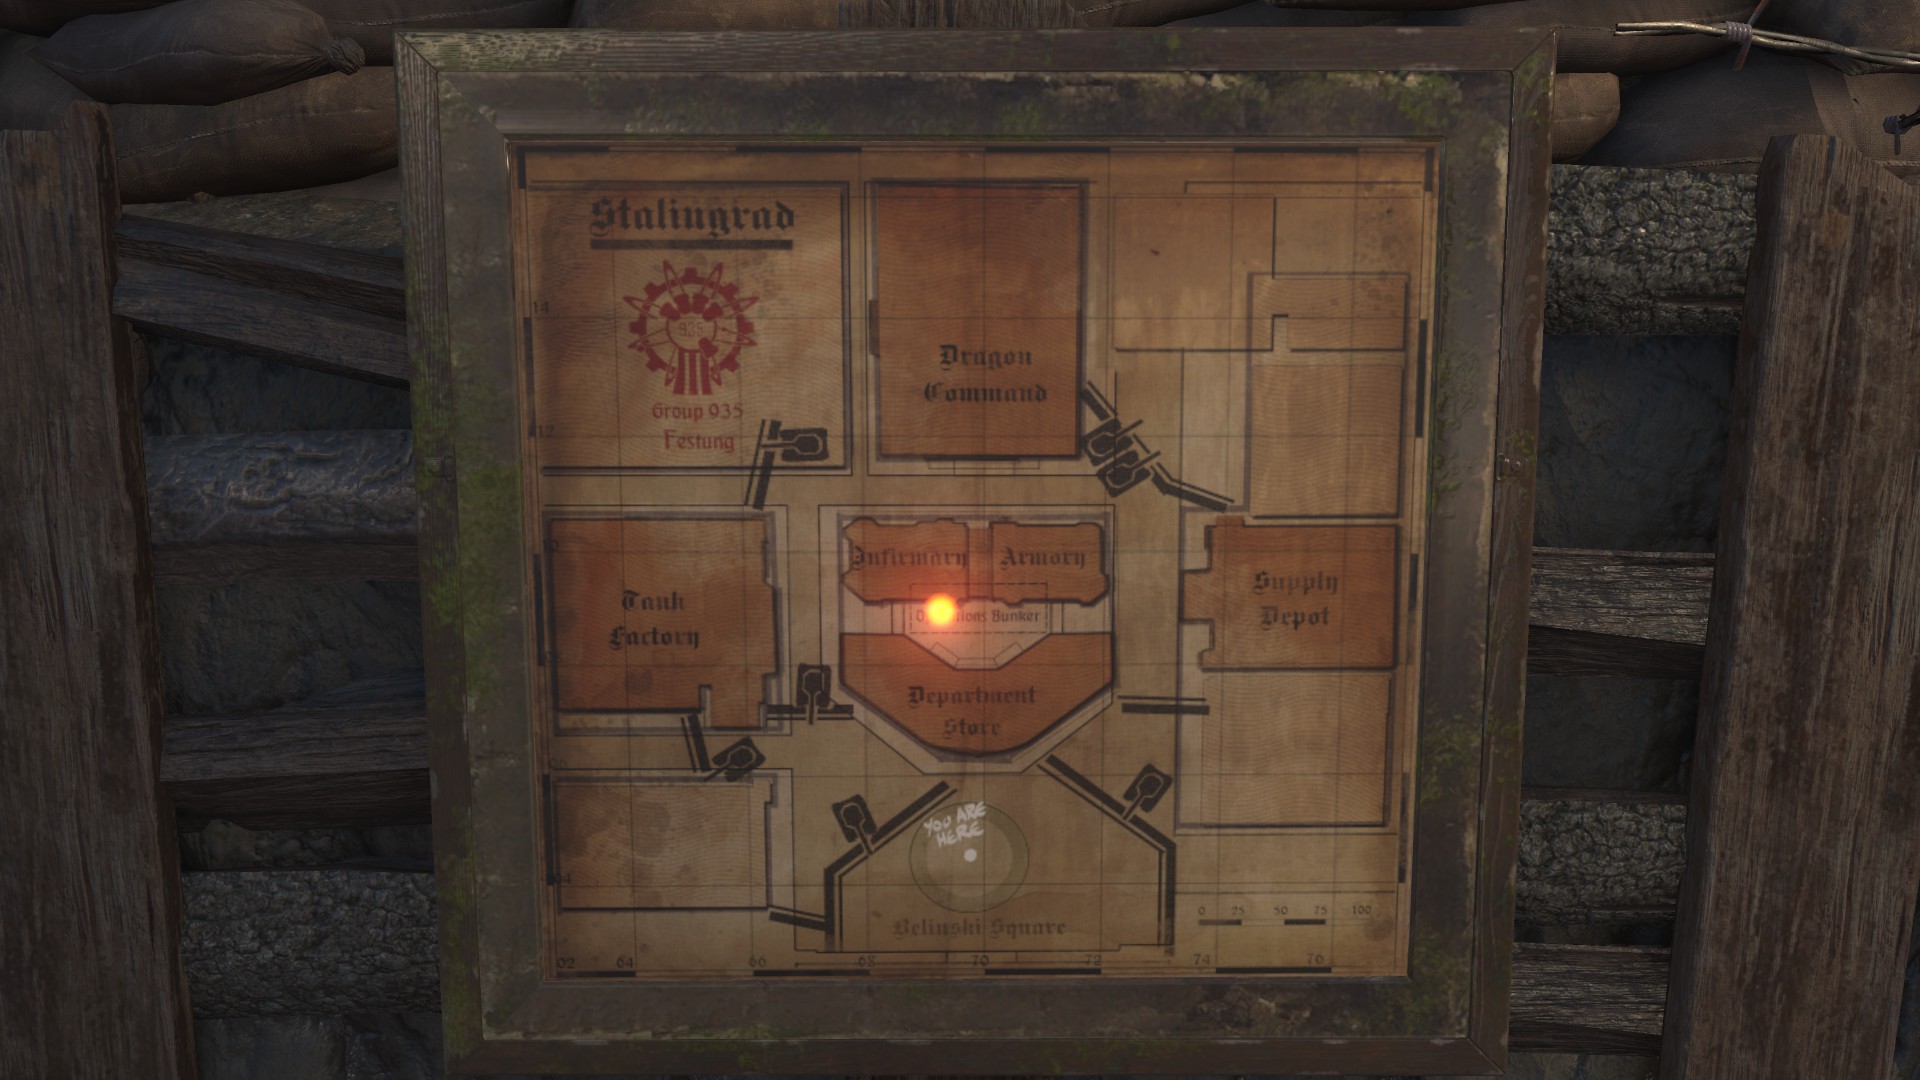 Stalingrad
935
Group 935
Festung
Dragon
Command
14
12
Infirmary
Armory
Bunker
Tank
Factory
Supply
Depot
Department
Store
YOU ARE
HERE
Belinski Square
0 25 50 75 100
02 64 66 68 70 72 74 76